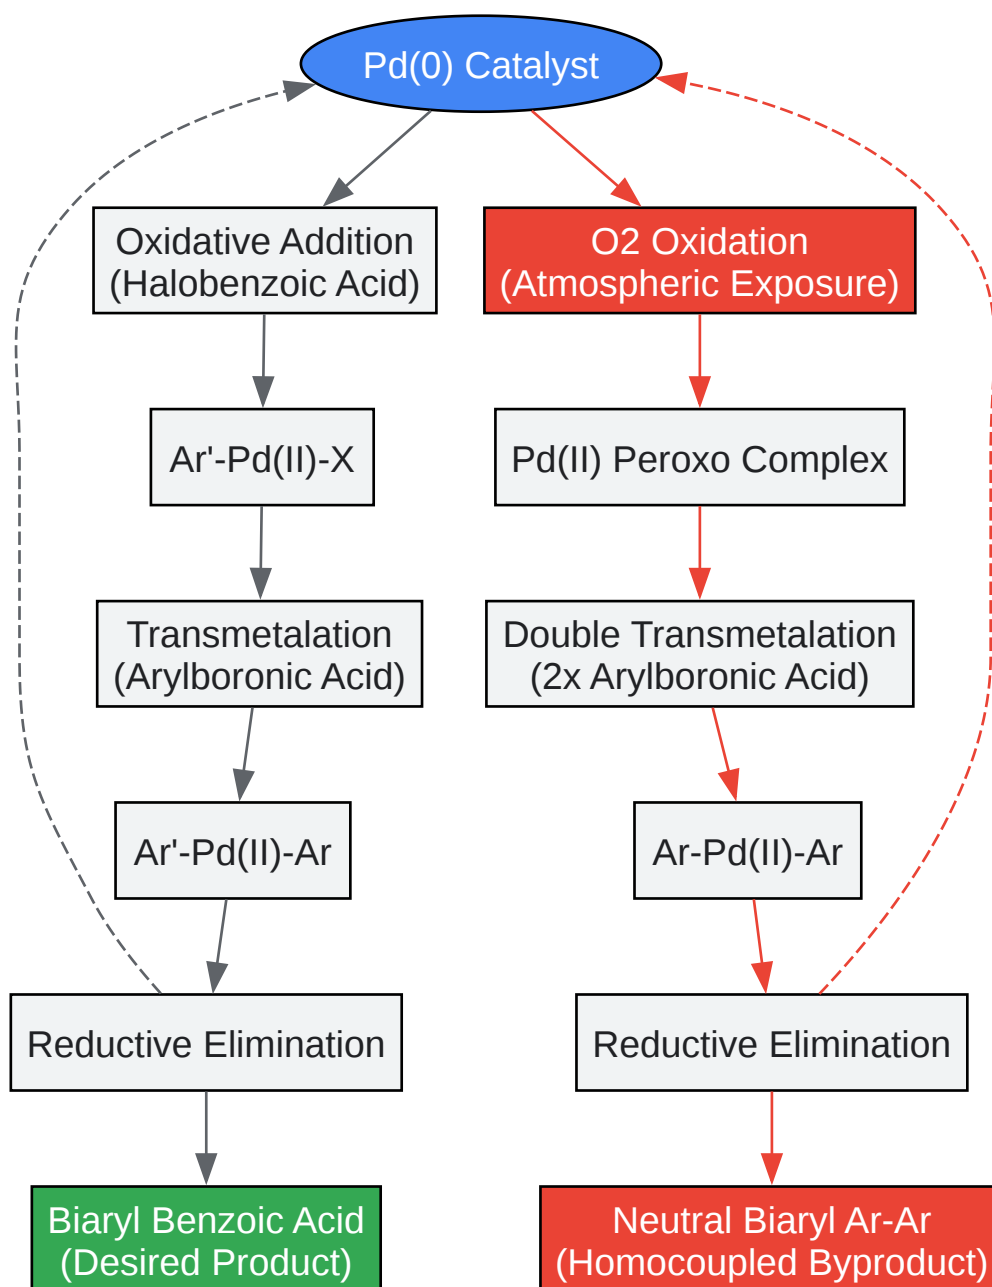 Pd(0) Catalyst
Oxidative Addition
(Halobenzoic Acid)
O2 Oxidation
(Atmospheric Exposure)
Ar'-Pd(II)-X
Pd(II) Peroxo Complex
Transmetalation
(Arylboronic Acid)
Double Transmetalation
(2x Arylboronic Acid)
Ar'-Pd(II)-Ar
Ar-Pd(II)-Ar
Reductive Elimination
Reductive Elimination
Biaryl Benzoic Acid
(Desired Product)
Neutral Biaryl Ar-Ar
(Homocoupled Byproduct)